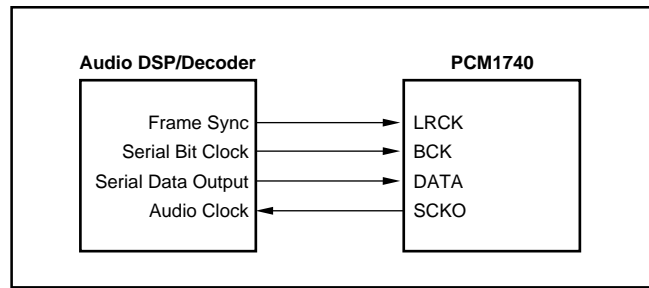 Audio DSP/Decoder
PCM1740
Frame Sync
LRCK
Serial Bit Clock
BCK
Serial Data Output
DATA
Audio Clock
SCKO